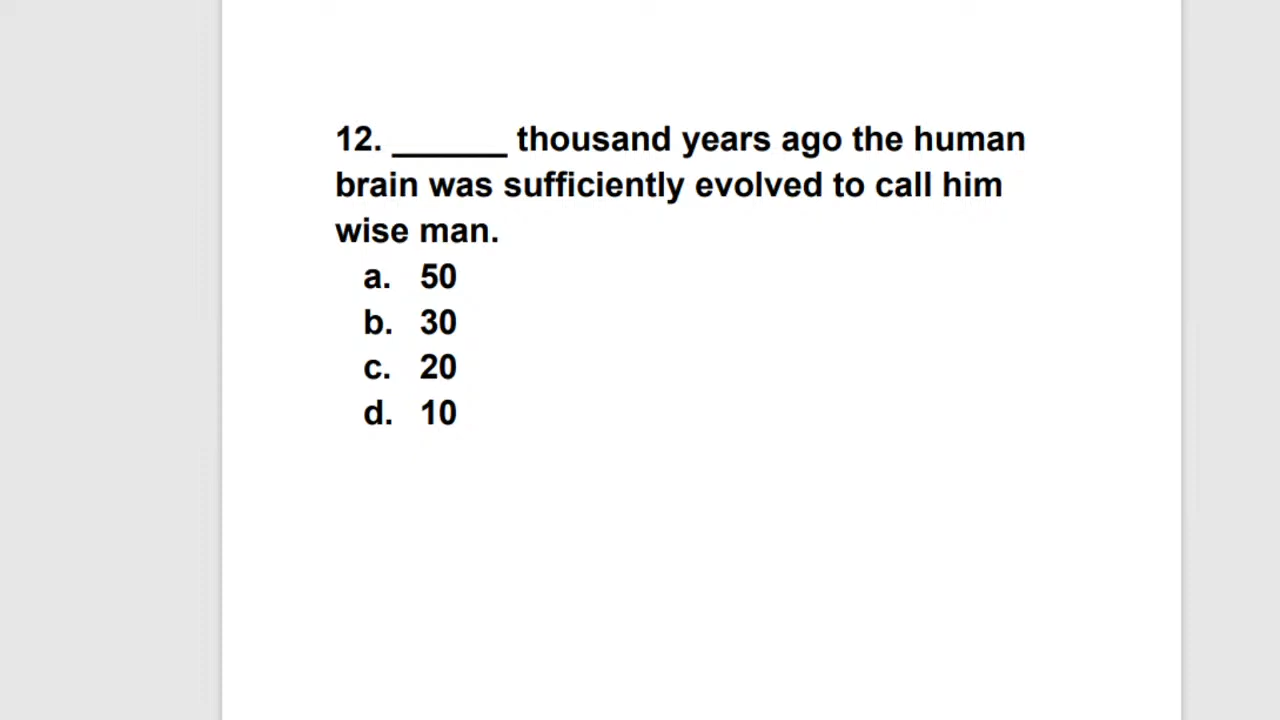 12. ______ thousand years ago the human
brain was sufficiently evolved to call him
wise man.
a. 50
b. 30
c. 20
d. 10